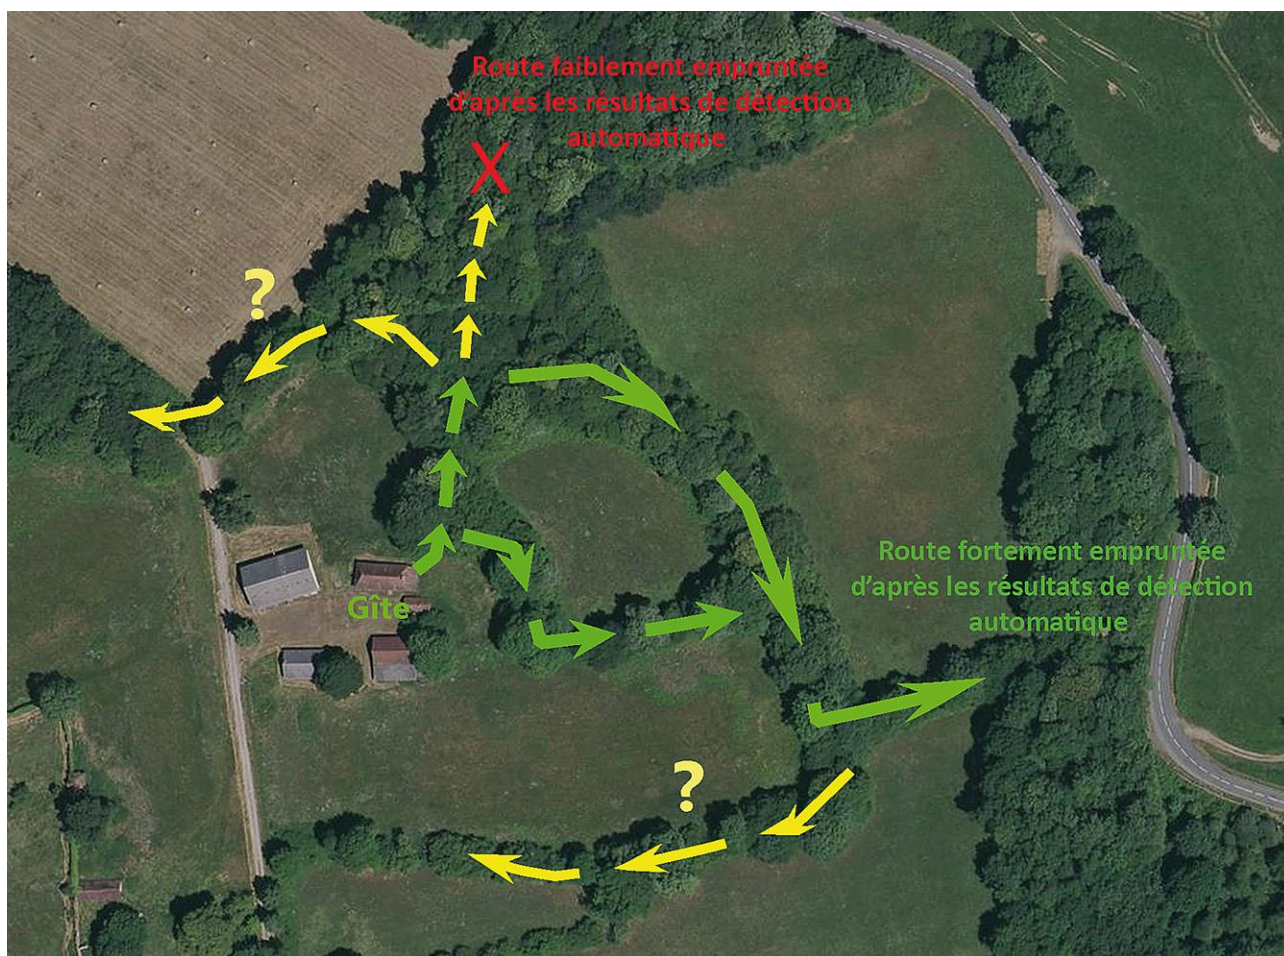 Route faiblement empruntée
d'après les résultats de détection
automatique
X
?
Route fortement empruntée
d'après les résultats de détection
automatique
Gîte
?